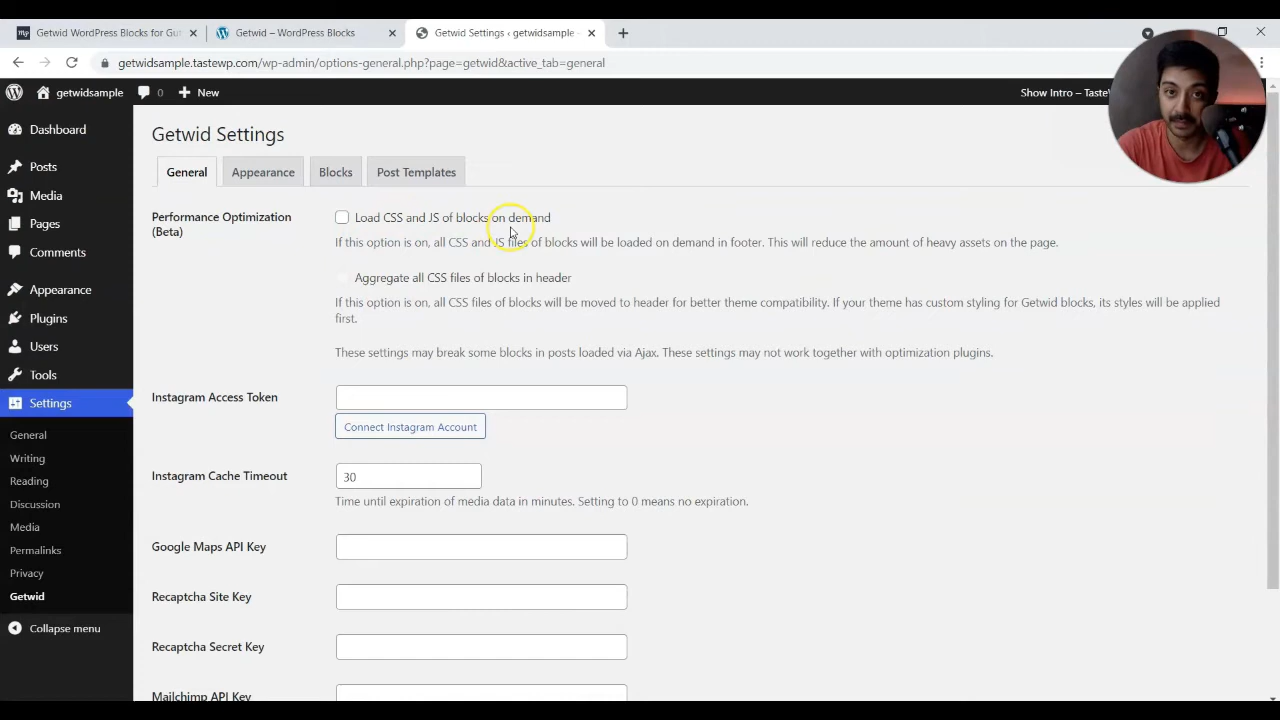 Getwid WordPress Blocks for Gut
Getwid – WordPress Blocks
Getwid Settings ‹ getwidsample -
getwidsample.tastewp.com/wp-admin/options-general.php?page=getwid&active_tab=general
getwidsample
0
New
Show Intro – Taste
Dashboard
Posts
Media
Pages
Comments
Appearance
Plugins
Users
Tools
Settings
General
Writing
Reading
Discussion
Media
Permalinks
Privacy
Getwid
Collapse menu
Getwid Settings
General
Appearance
Blocks
Post Templates
Performance Optimization
(Beta)
Load CSS and JS of blocks on demand
If this option is on, all CSS and JS files of blocks will be loaded on demand in footer. This will reduce the amount of heavy assets on the page.
Aggregate all CSS files of blocks in header
If this option is on, all CSS files of blocks will be moved to header for better theme compatibility. If your theme has custom styling for Getwid blocks, its styles will be applied
first.
These settings may break some blocks in posts loaded via Ajax. These settings may not work together with optimization plugins.
Instagram Access Token
Connect Instagram Account
Instagram Cache Timeout
30
Time until expiration of media data in minutes. Setting to 0 means no expiration.
Google Maps API Key
Recaptcha Site Key
Recaptcha Secret Key
Mailchimp API Key